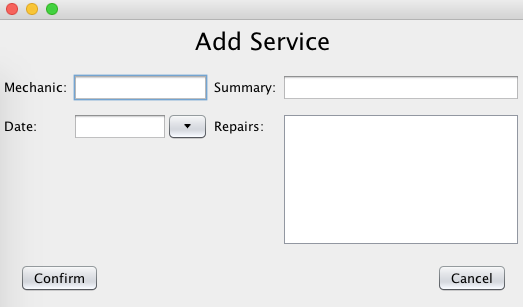 Add Service
Mechanic: Summary:
Date: Repairs:
Confirm Cancel